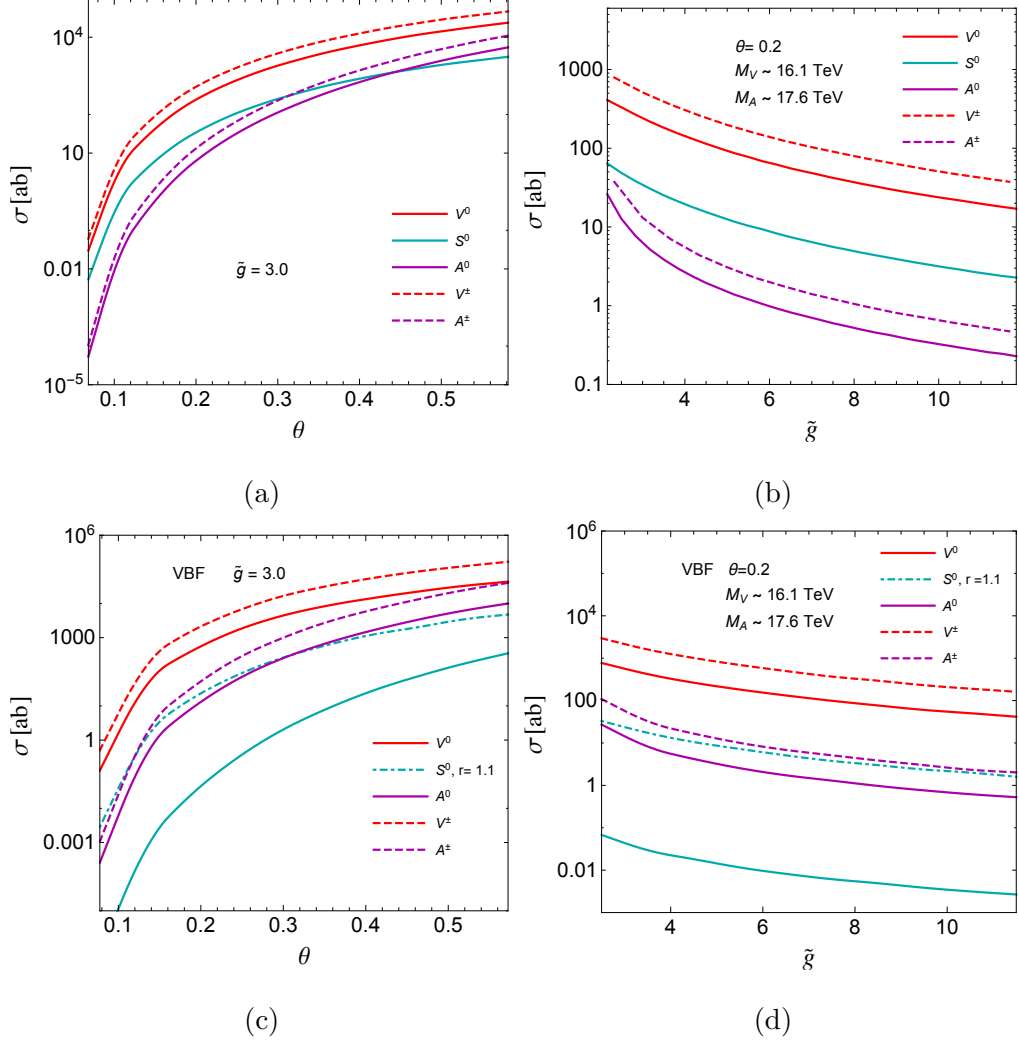 10⁴
10
0.01
10⁻⁵
σ [ab]
0.1 0.2 0.3 0.4 0.5
θ
g̃ = 3.0
V⁰
S⁰
A⁰
V±
A±
(a)
1000
100
10
1
0.1
σ [ab]
4 6 8 10
g̃
θ= 0.2
M_V ~ 16.1 TeV
M_A ~ 17.6 TeV
V⁰
S⁰
A⁰
V±
A±
(b)
10⁶
1000
1
0.001
σ [ab]
0.1 0.2 0.3 0.4 0.5
θ
VBF g̃ = 3.0
V⁰
S⁰, r= 1.1
A⁰
V±
A±
(c)
10⁶
10⁴
100
1
0.01
σ [ab]
4 6 8 10
g̃
VBF θ=0.2
M_V ~ 16.1 TeV
M_A ~ 17.6 TeV
V⁰
S⁰, r =1.1
A⁰
V±
A±
(d)